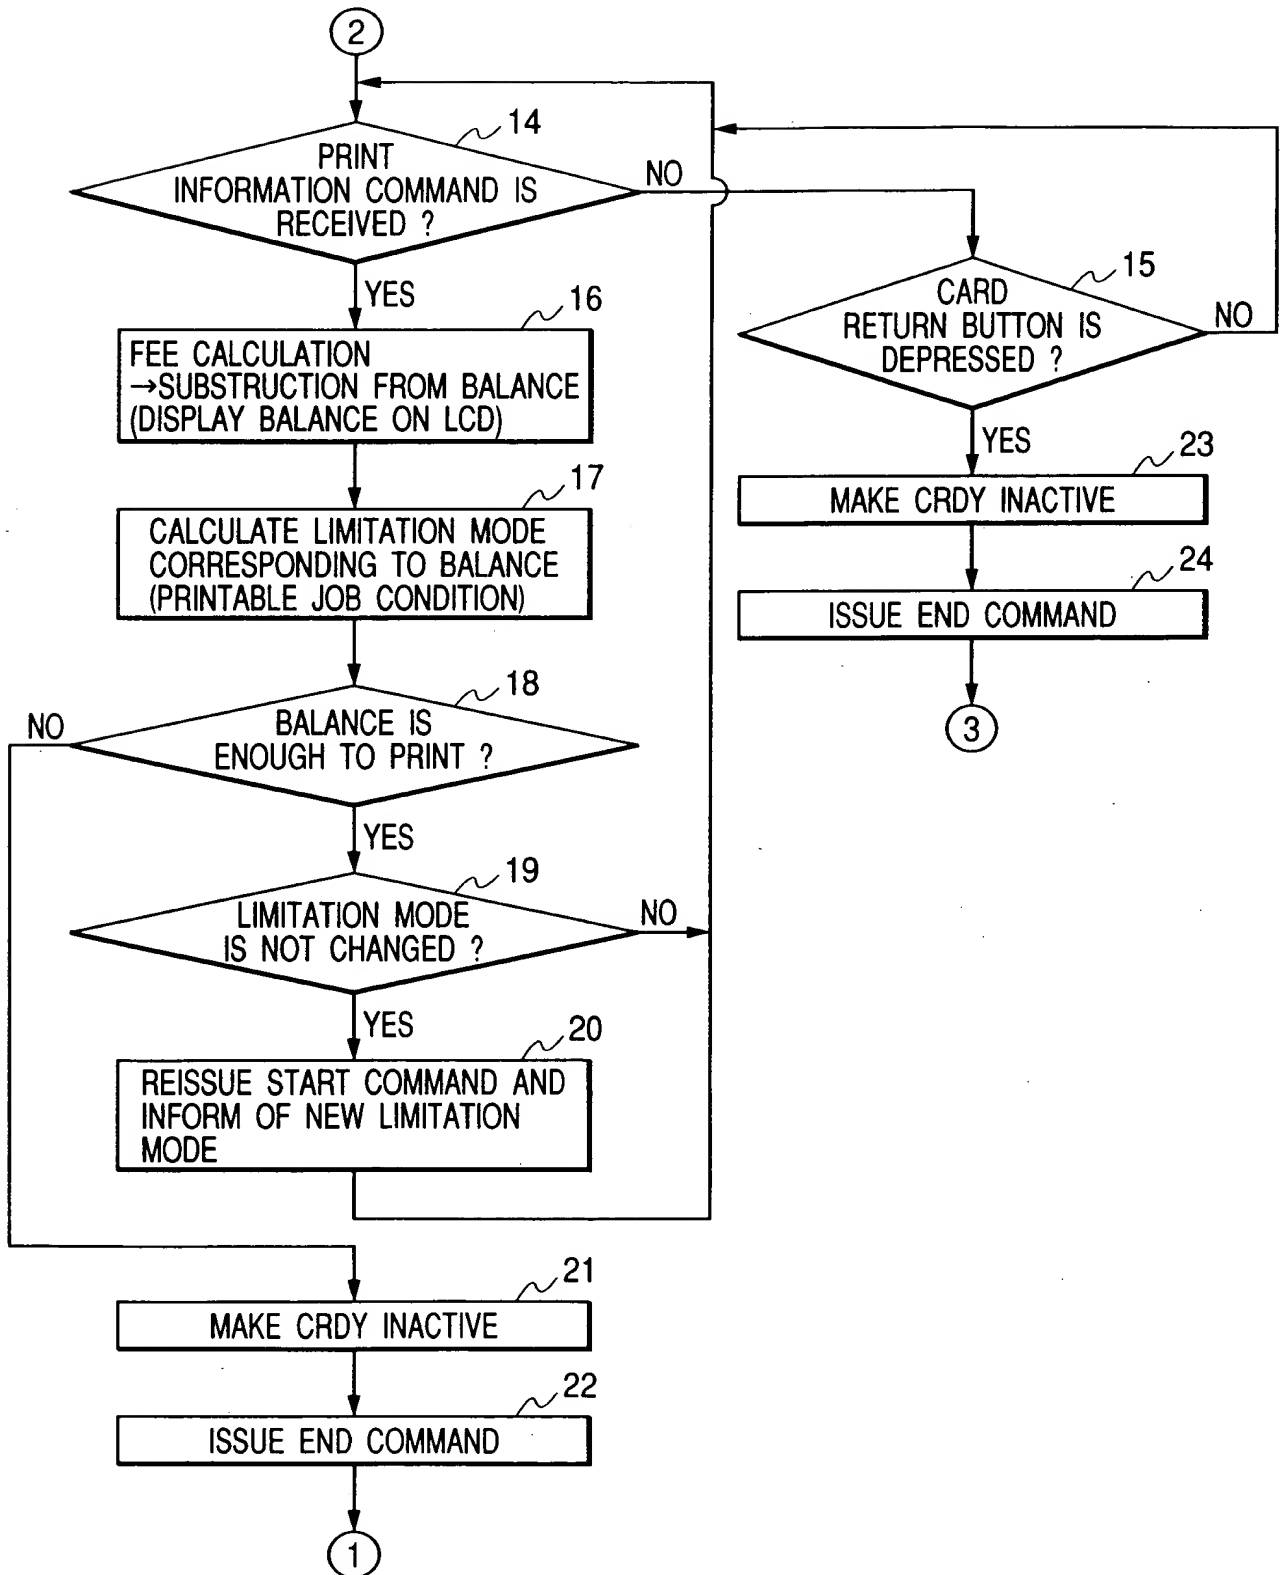 2
14
PRINT
INFORMATION COMMAND IS
RECEIVED ?
NO
YES
15
CARD
RETURN BUTTON IS
DEPRESSED ?
NO
YES
16
FEE CALCULATION
→SUBSTRUCTION FROM BALANCE
(DISPLAY BALANCE ON LCD)
17
CALCULATE LIMITATION MODE
CORRESPONDING TO BALANCE
(PRINTABLE JOB CONDITION)
23
MAKE CRDY INACTIVE
24
ISSUE END COMMAND
3
18
BALANCE IS
ENOUGH TO PRINT ?
NO
YES
19
LIMITATION MODE
IS NOT CHANGED ?
NO
YES
20
REISSUE START COMMAND AND
INFORM OF NEW LIMITATION
MODE
21
MAKE CRDY INACTIVE
22
ISSUE END COMMAND
1